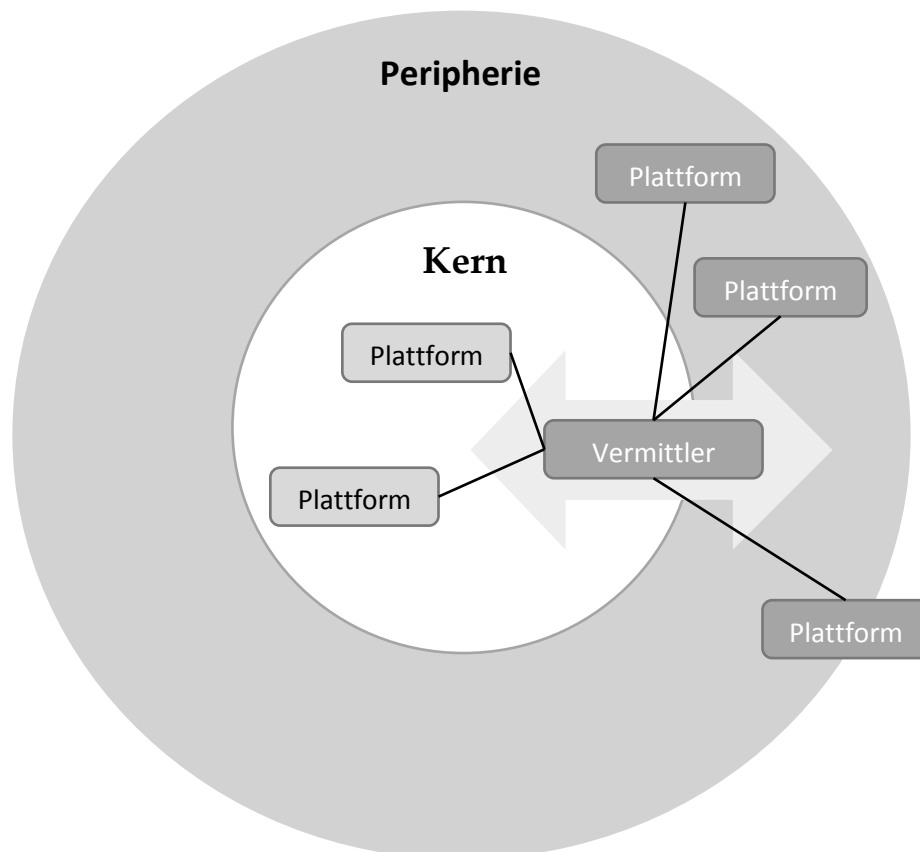 Peripherie
Plattform
Kern
Plattform
Plattform
Vermittler
Plattform
Plattform